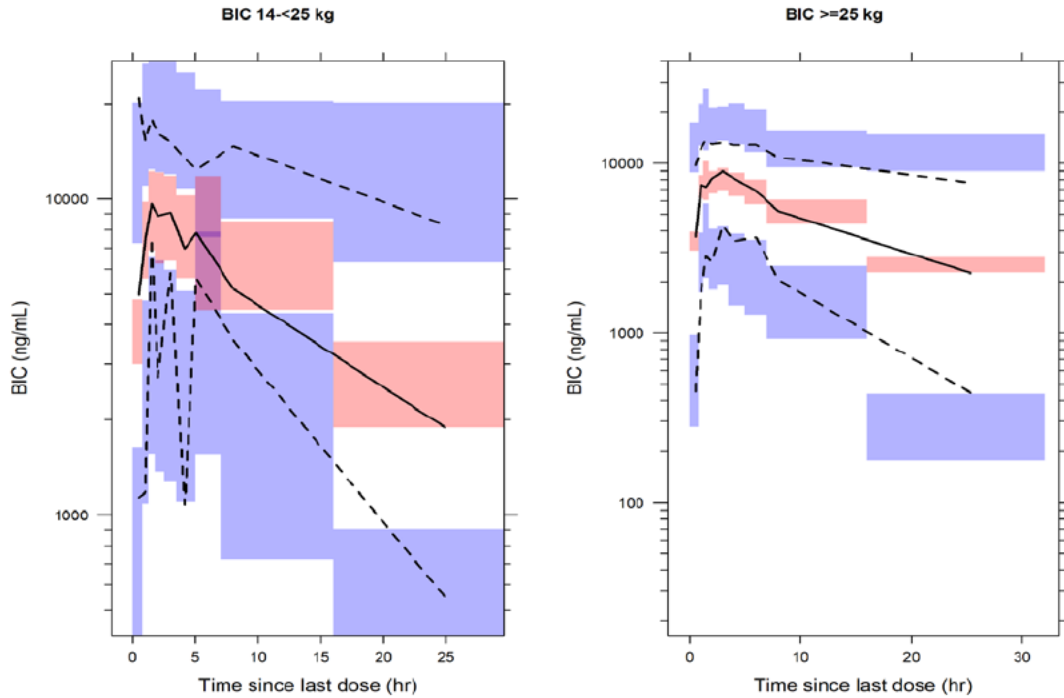 BIC 14-<25 kg
BIC (ng/mL)
10000
1000
0 5 10 15 20 25
Time since last dose (hr)
BIC >=25 kg
BIC (ng/mL)
10000
1000
100
0 10 20 30
Time since last dose (hr)